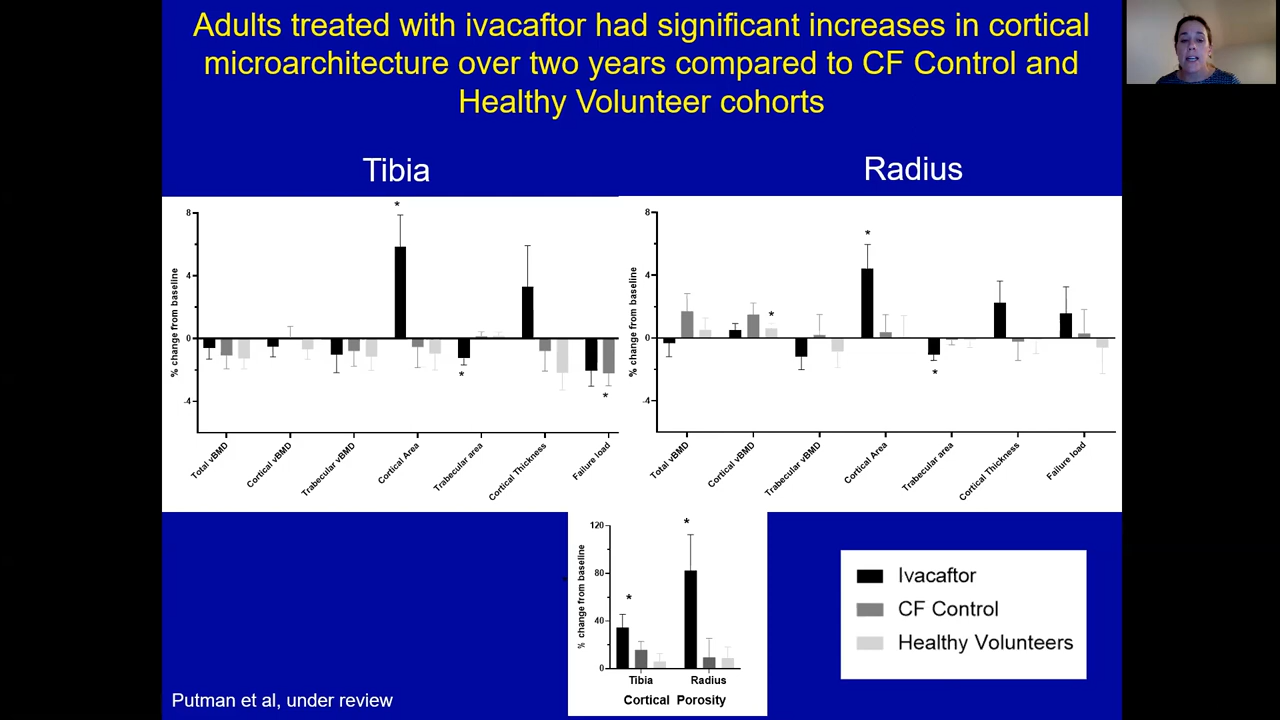 Adults treated with ivacaftor had significant increases in cortical
microarchitecture over two years compared to CF Control and
Healthy Volunteer cohorts
Tibia
Radius
*
8
4
0
-4
% change from baseline
*
*
Total vBMD
Cortical vBMD
Trabecular vBMD
Cortical Area
Trabecular area
Cortical Thickness
Failure load
8
4
0
-4
% change from baseline
*
*
*
Total vBMD
Cortical vBMD
Trabecular vBMD
Cortical Area
Trabecular area
Cortical Thickness
Failure load
120
80
40
0
% change from baseline
*
*
Tibia
Radius
Cortical Porosity
Ivacaftor
CF Control
Healthy Volunteers
Putman et al, under review